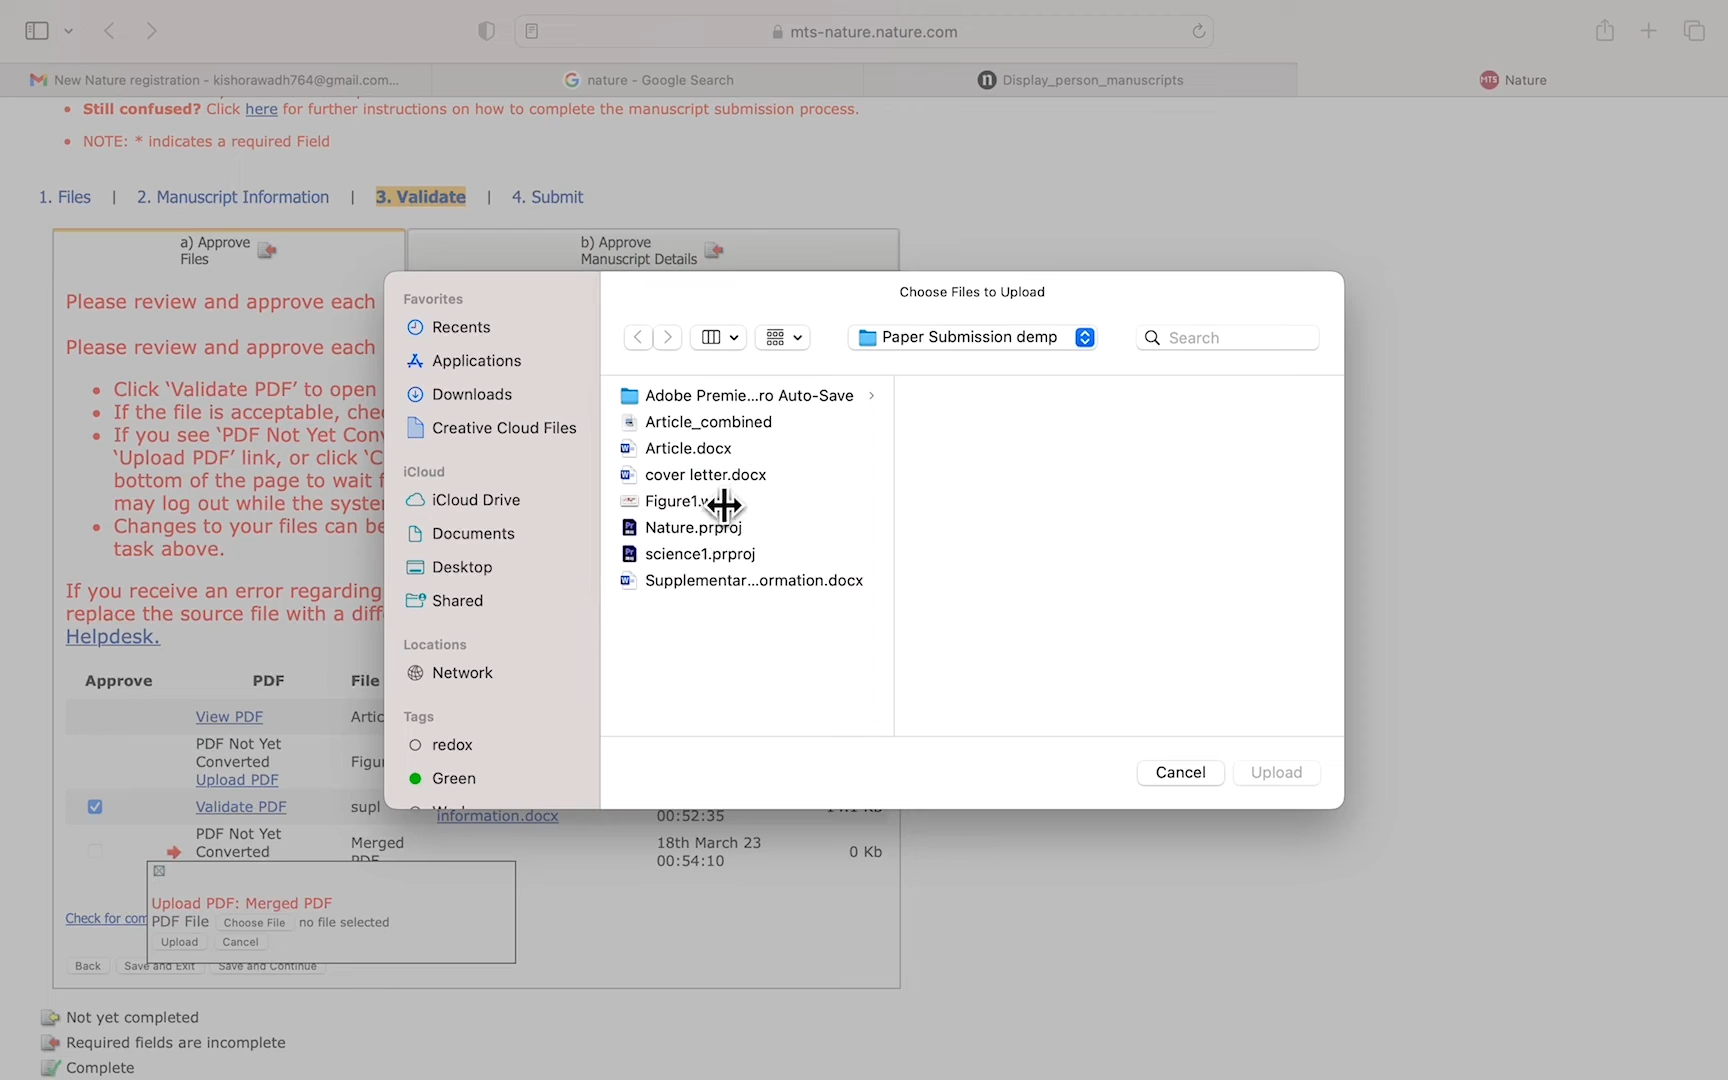 mts-nature.nature.com
New Nature registration - kishorawadh764@gmail.com...
nature - Google Search
Display_person_manuscripts
Nature
Still confused? Click here for further instructions on how to complete the manuscript submission process.
NOTE: * indicates a required Field
1. Files | 2. Manuscript Information | 3. Validate | 4. Submit
a) Approve
Files
b) Approve
Manuscript Details
Please review and approve each
Please review and approve each
Click 'Validate PDF' to open
If the file is acceptable, che
If you see 'PDF Not Yet Con
'Upload PDF' link, or click 'C
bottom of the page to wait f
may log out while the syste
Changes to your files can be
task above.
If you receive an error regarding
replace the source file with a diff
Helpdesk.
Approve PDF File
View PDF Artic
PDF Not Yet
Converted Figu
Upload PDF
Validate PDF supl
information.docx 00:52:35
PDF Not Yet
Converted
Merged
18th March 23
00:54:10
0 Kb
Upload PDF: Merged PDF
PDF File Choose File no file selected
Upload Cancel
Check for com
Back Save and Exit Save and Continue
Not yet completed
Required fields are incomplete
Complete
Choose Files to Upload
Paper Submission demp
Search
Favorites
Recents
Applications
Downloads
Creative Cloud Files
iCloud
iCloud Drive
Documents
Desktop
Shared
Locations
Network
Tags
redox
Green
Adobe Premie...ro Auto-Save
Article_combined
Article.docx
cover letter.docx
Figure1.
Nature.prproj
science1.prproj
Supplementar...ormation.docx
Cancel Upload